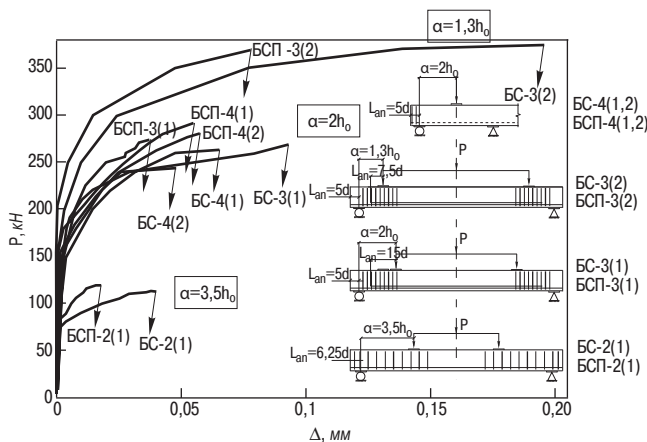 P, кН
350
300
250
200
150
100
50
0
0
0,05
0,10
0,15
0,20
Δ, мм
α=1,3h₀
БСП -3(2)
БС-3(2)
БСП-4(1)
БСП-3(1)
БСП-4(2)
α=2h₀
БС-4(2)
БС-4(1)
БС-3(1)
α=3,5h₀
БСП-2(1)
БС-2(1)
α=2h₀
Lan=5d
БС-4(1,2)
БСП-4(1,2)
α=1,3h₀
P
Lan=7,5d
Lan=5d
БС-3(2)
БСП-3(2)
α=2h₀
P
Lan=15d
Lan=5d
БС-3(1)
БСП-3(1)
α=3,5h₀
P
Lan=6,25d
БС-2(1)
БСП-2(1)